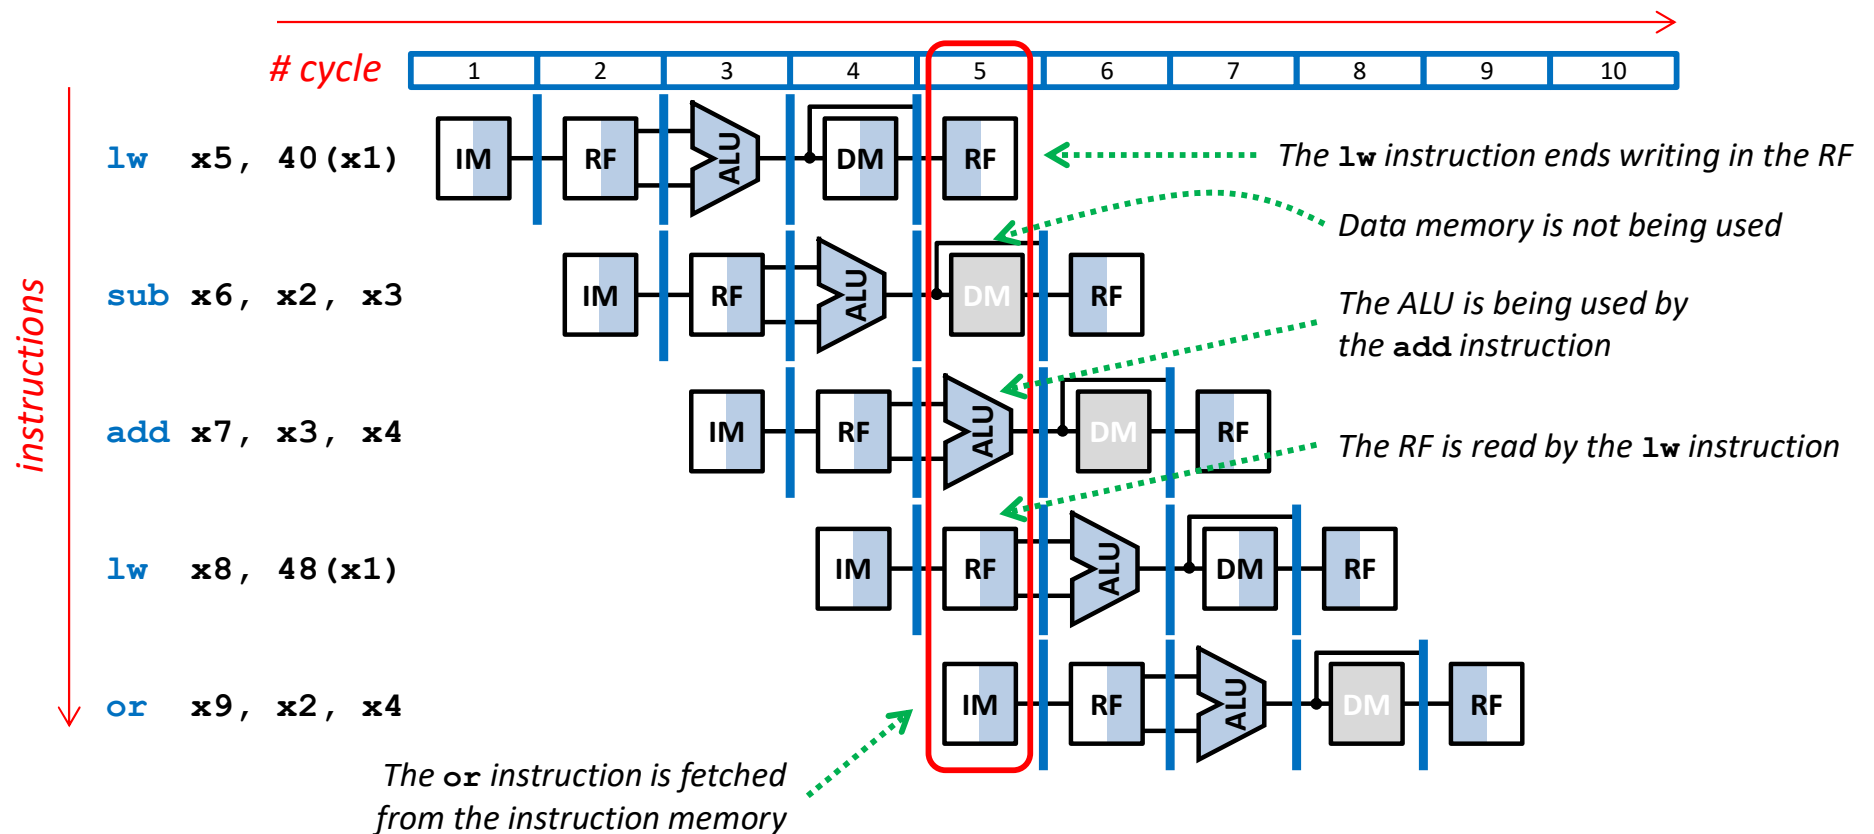 # cycle 1 2 3 4 5 6 7 8 9 10
instructions
lw x5, 40(x1) IM RF ALU DM RF
The lw instruction ends writing in the RF
Data memory is not being used
sub x6, x2, x3 IM RF ALU DM RF
The ALU is being used by
the add instruction
add x7, x3, x4 IM RF ALU DM RF
The RF is read by the lw instruction
lw x8, 48(x1) IM RF ALU DM RF
or x9, x2, x4 IM RF ALU DM RF
The or instruction is fetched
from the instruction memory